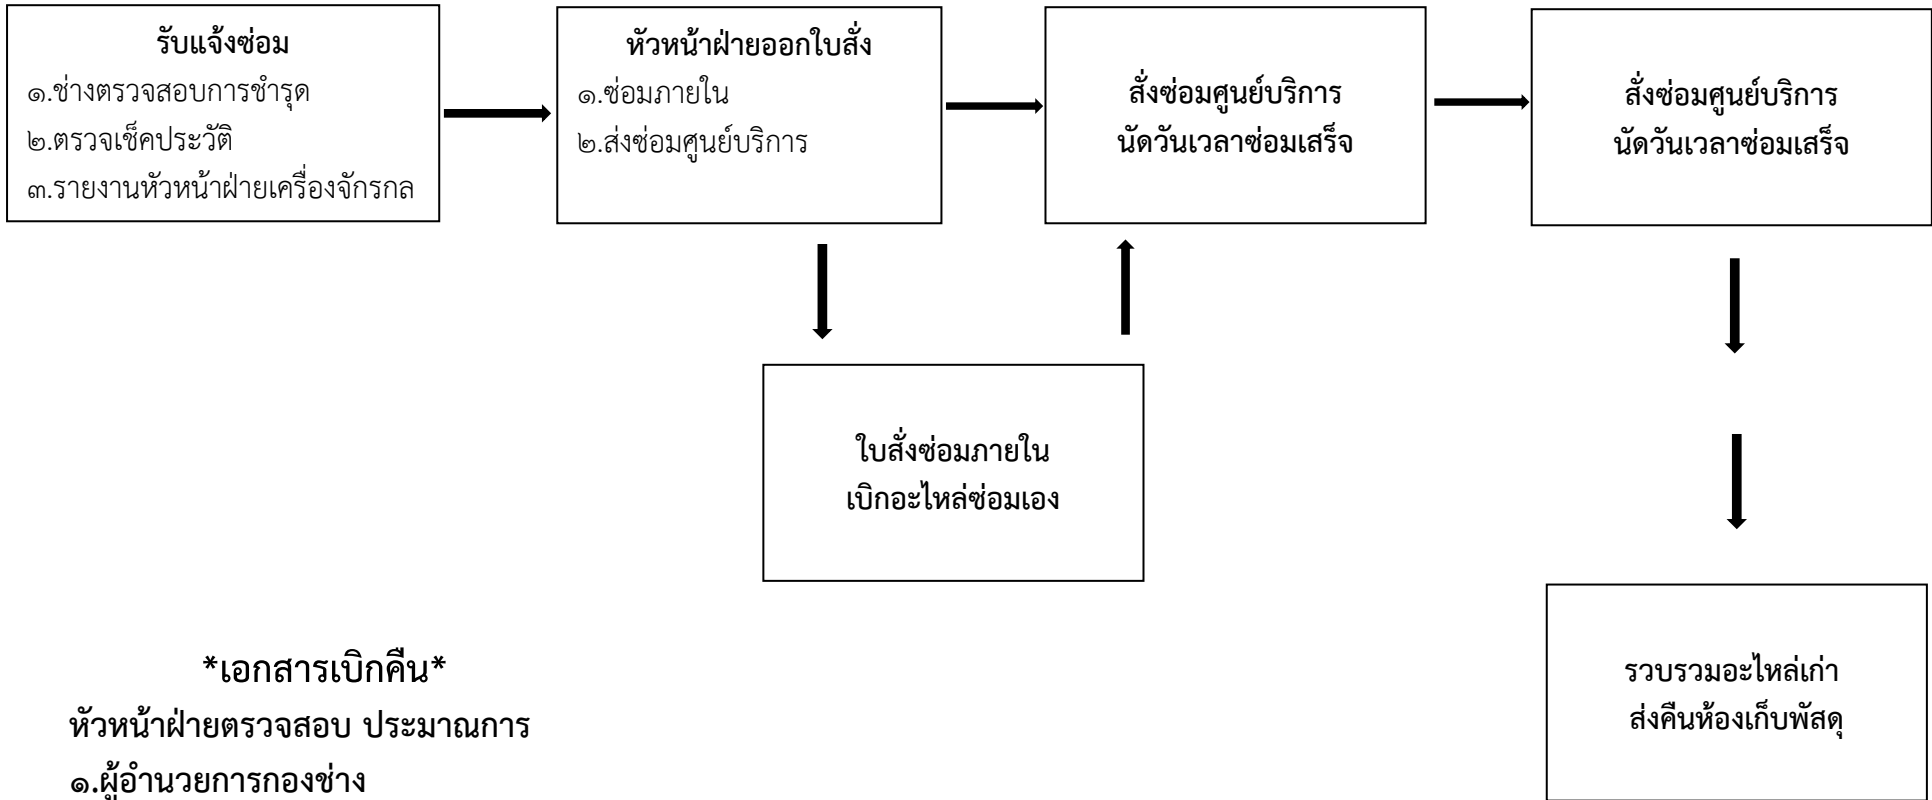 รับแจ้งซ่อม
๑.ช่างตรวจสอบการชำรุด
๒.ตรวจเช็คประวัติ
๓.รายงานหัวหน้าฝ่ายเครื่องจักรกล
หัวหน้าฝ่ายออกใบสั่ง
๑.ซ่อมภายใน
๒.ส่งซ่อมศูนย์บริการ
สั่งซ่อมศูนย์บริการ
นัดวันเวลาซ่อมเสร็จ
สั่งซ่อมศูนย์บริการ
นัดวันเวลาซ่อมเสร็จ
ใบสั่งซ่อมภายใน
เบิกอะไหล่ซ่อมเอง
รวบรวมอะไหล่เก่า
ส่งคืนห้องเก็บพัสดุ
*เอกสารเบิกคืน*
หัวหน้าฝ่ายตรวจสอบ ประมาณการ
๑.ผู้อำนวยการกองช่าง